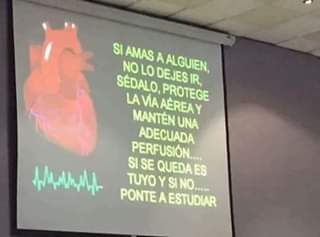 SI AMAS A ALGUIEN,
NO LO DEJES IR,
SÉDALO, PROTEGE
LA VÍA AÉREA Y
MANTÉN UNA
ADECUADA
PERFUSIÓN....
SI SE QUEDA ES
TUYO Y SI NO.....
PONTE A ESTUDIAR